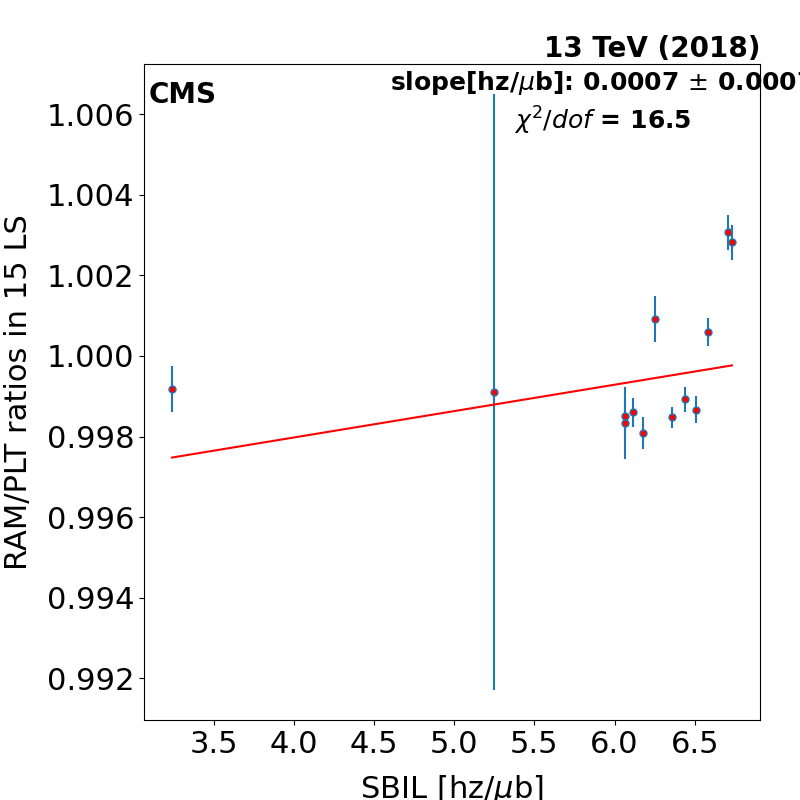 13 TeV (2018)
CMS
slope[hz/μb]: 0.0007 ± 0.0007
χ²/dof = 16.5
RAM/PLT ratios in 15 LS
1.006
1.004
1.002
1.000
0.998
0.996
0.994
0.992
3.5 4.0 4.5 5.0 5.5 6.0 6.5
SBIL [hz/μb]